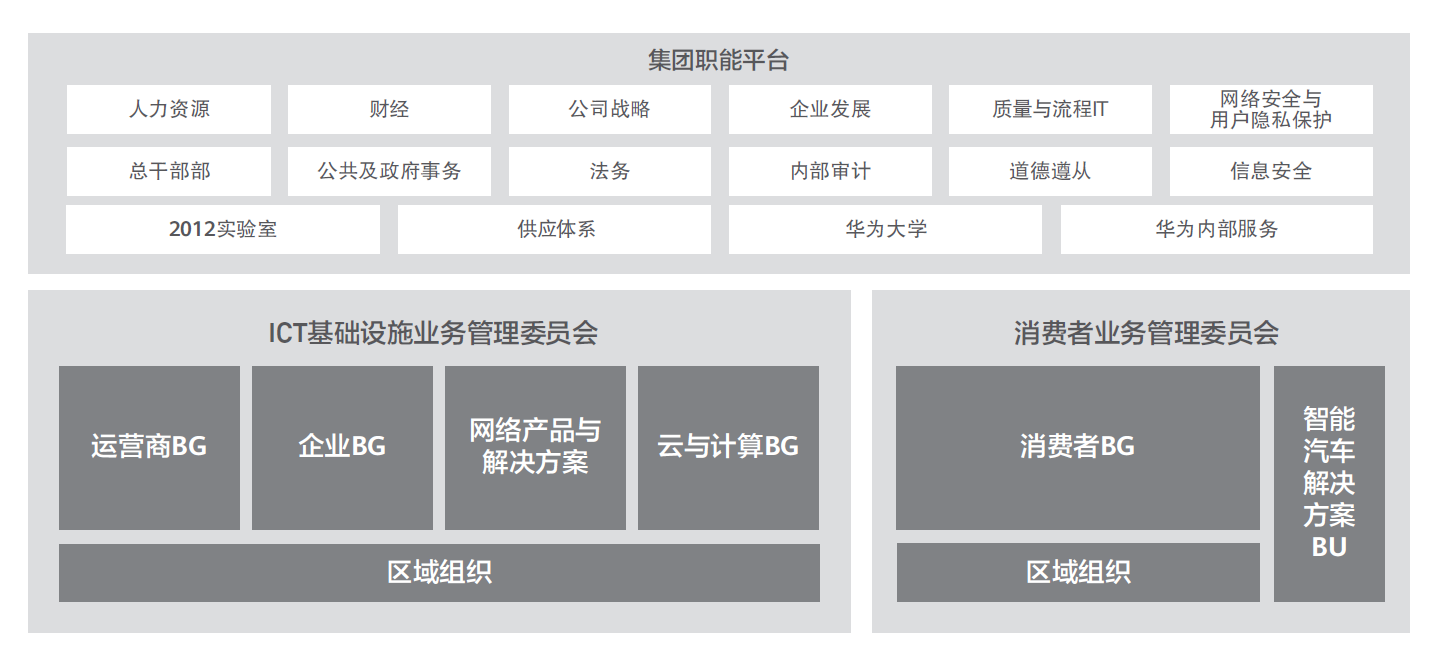 集团职能平台
人力资源
财经
公司战略
企业发展
质量与流程IT
网络安全与
用户隐私保护
总干部部
公共及政府事务
法务
内部审计
道德遵从
信息安全
2012实验室
供应体系
华为大学
华为内部服务
ICT基础设施业务管理委员会
运营商BG
企业BG
网络产品与
解决方案
云与计算BG
区域组织
消费者业务管理委员会
消费者BG
区域组织
智能
汽车
解决
方案
BU